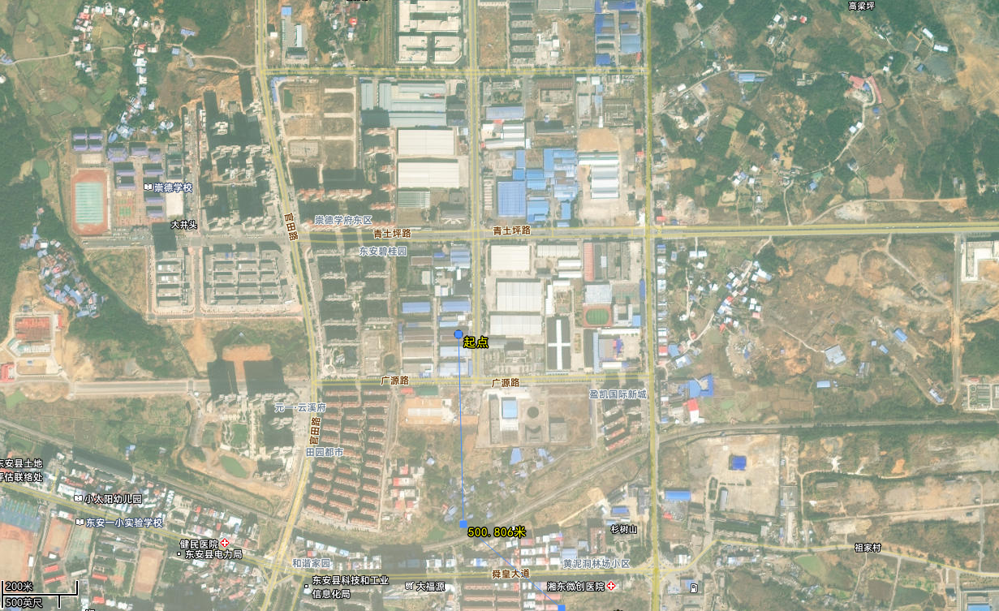 高梁坪
崇德学校
大井头
官田路
崇德学府东区
青土坪路
青土坪路
东安碧桂园
起点
广源路
广源路
元一·云溪府
盈凯国际新城
官田路
田园都市
东安县土地
评估联络处
小太阳幼儿园
东安一小实验学校
500.806米
杉树山
健民医院
东安县电力局
祖家村
和谐家园
黄泥洞林场小区
舜皇大道
东安县科技和工业
信息化局
大福源
湘东微创医院
200米
500英尺